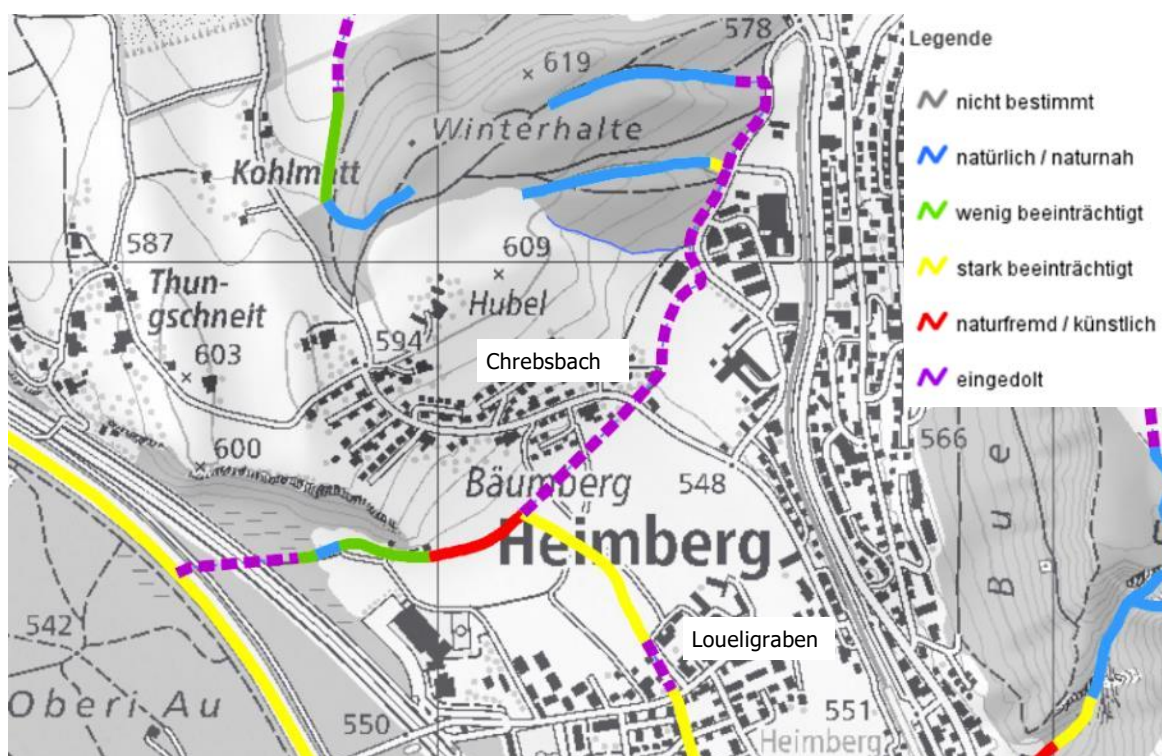 578
619
Winterhalte
Kohlmatt
587
609
Thun-
gschneit
Hubel
594
603
Chrebsbach
600
566
Bäumberg
548
Heimberg
Bue
542
Loueligraben
Oberi Au
550
551
Heimberg
Legende
nicht bestimmt
natürlich / naturnah
wenig beeinträchtigt
stark beeinträchtigt
naturfremd / künstlich
eingedolt